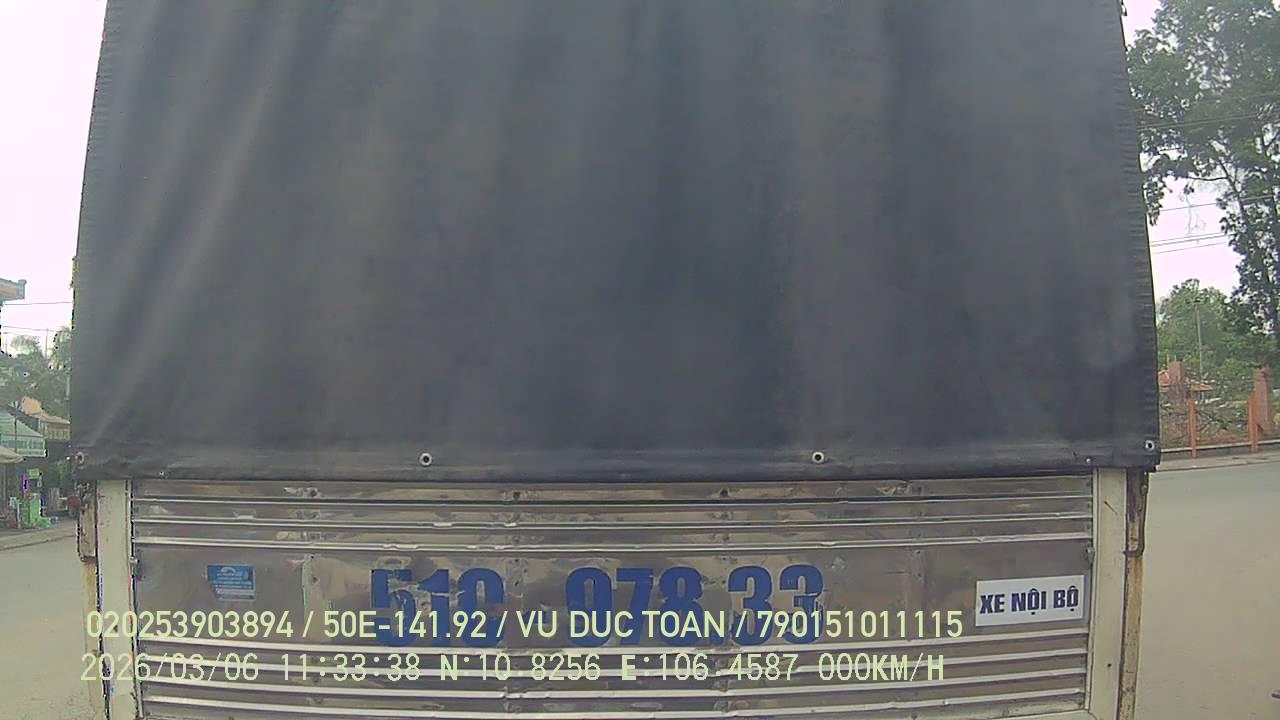 51C 978.33
XE NỘI BỘ
020253903894 / 50E-141.92 / VU DUC TOAN / 790151011115
2026/03/06 11:33:38 N:10.8256 E:106.4587 000KM/H